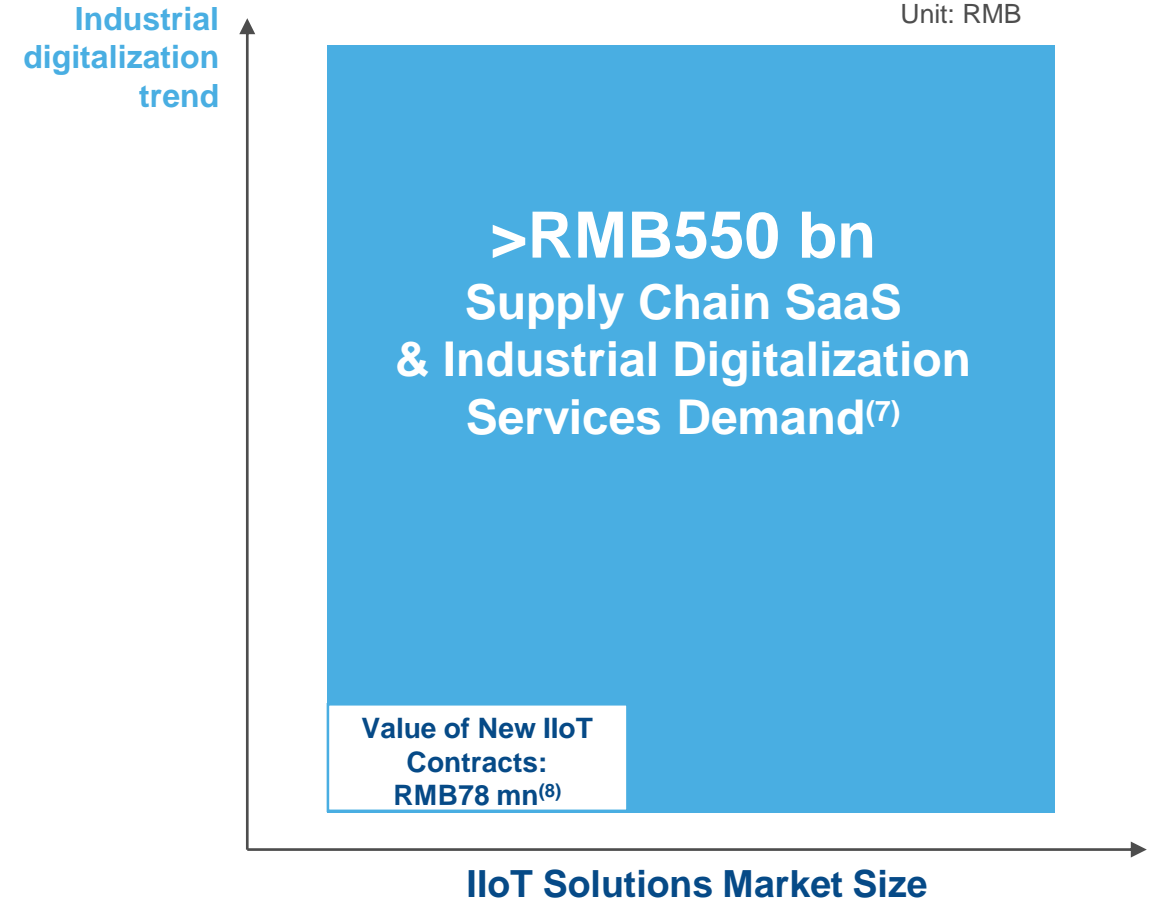 Industrial
digitalization
trend
Unit: RMB
>RMB550 bn
Supply Chain SaaS
& Industrial Digitalization
Services Demand(7)
Value of New IIoT
Contracts:
RMB78 mn(8)
IIoT Solutions Market Size